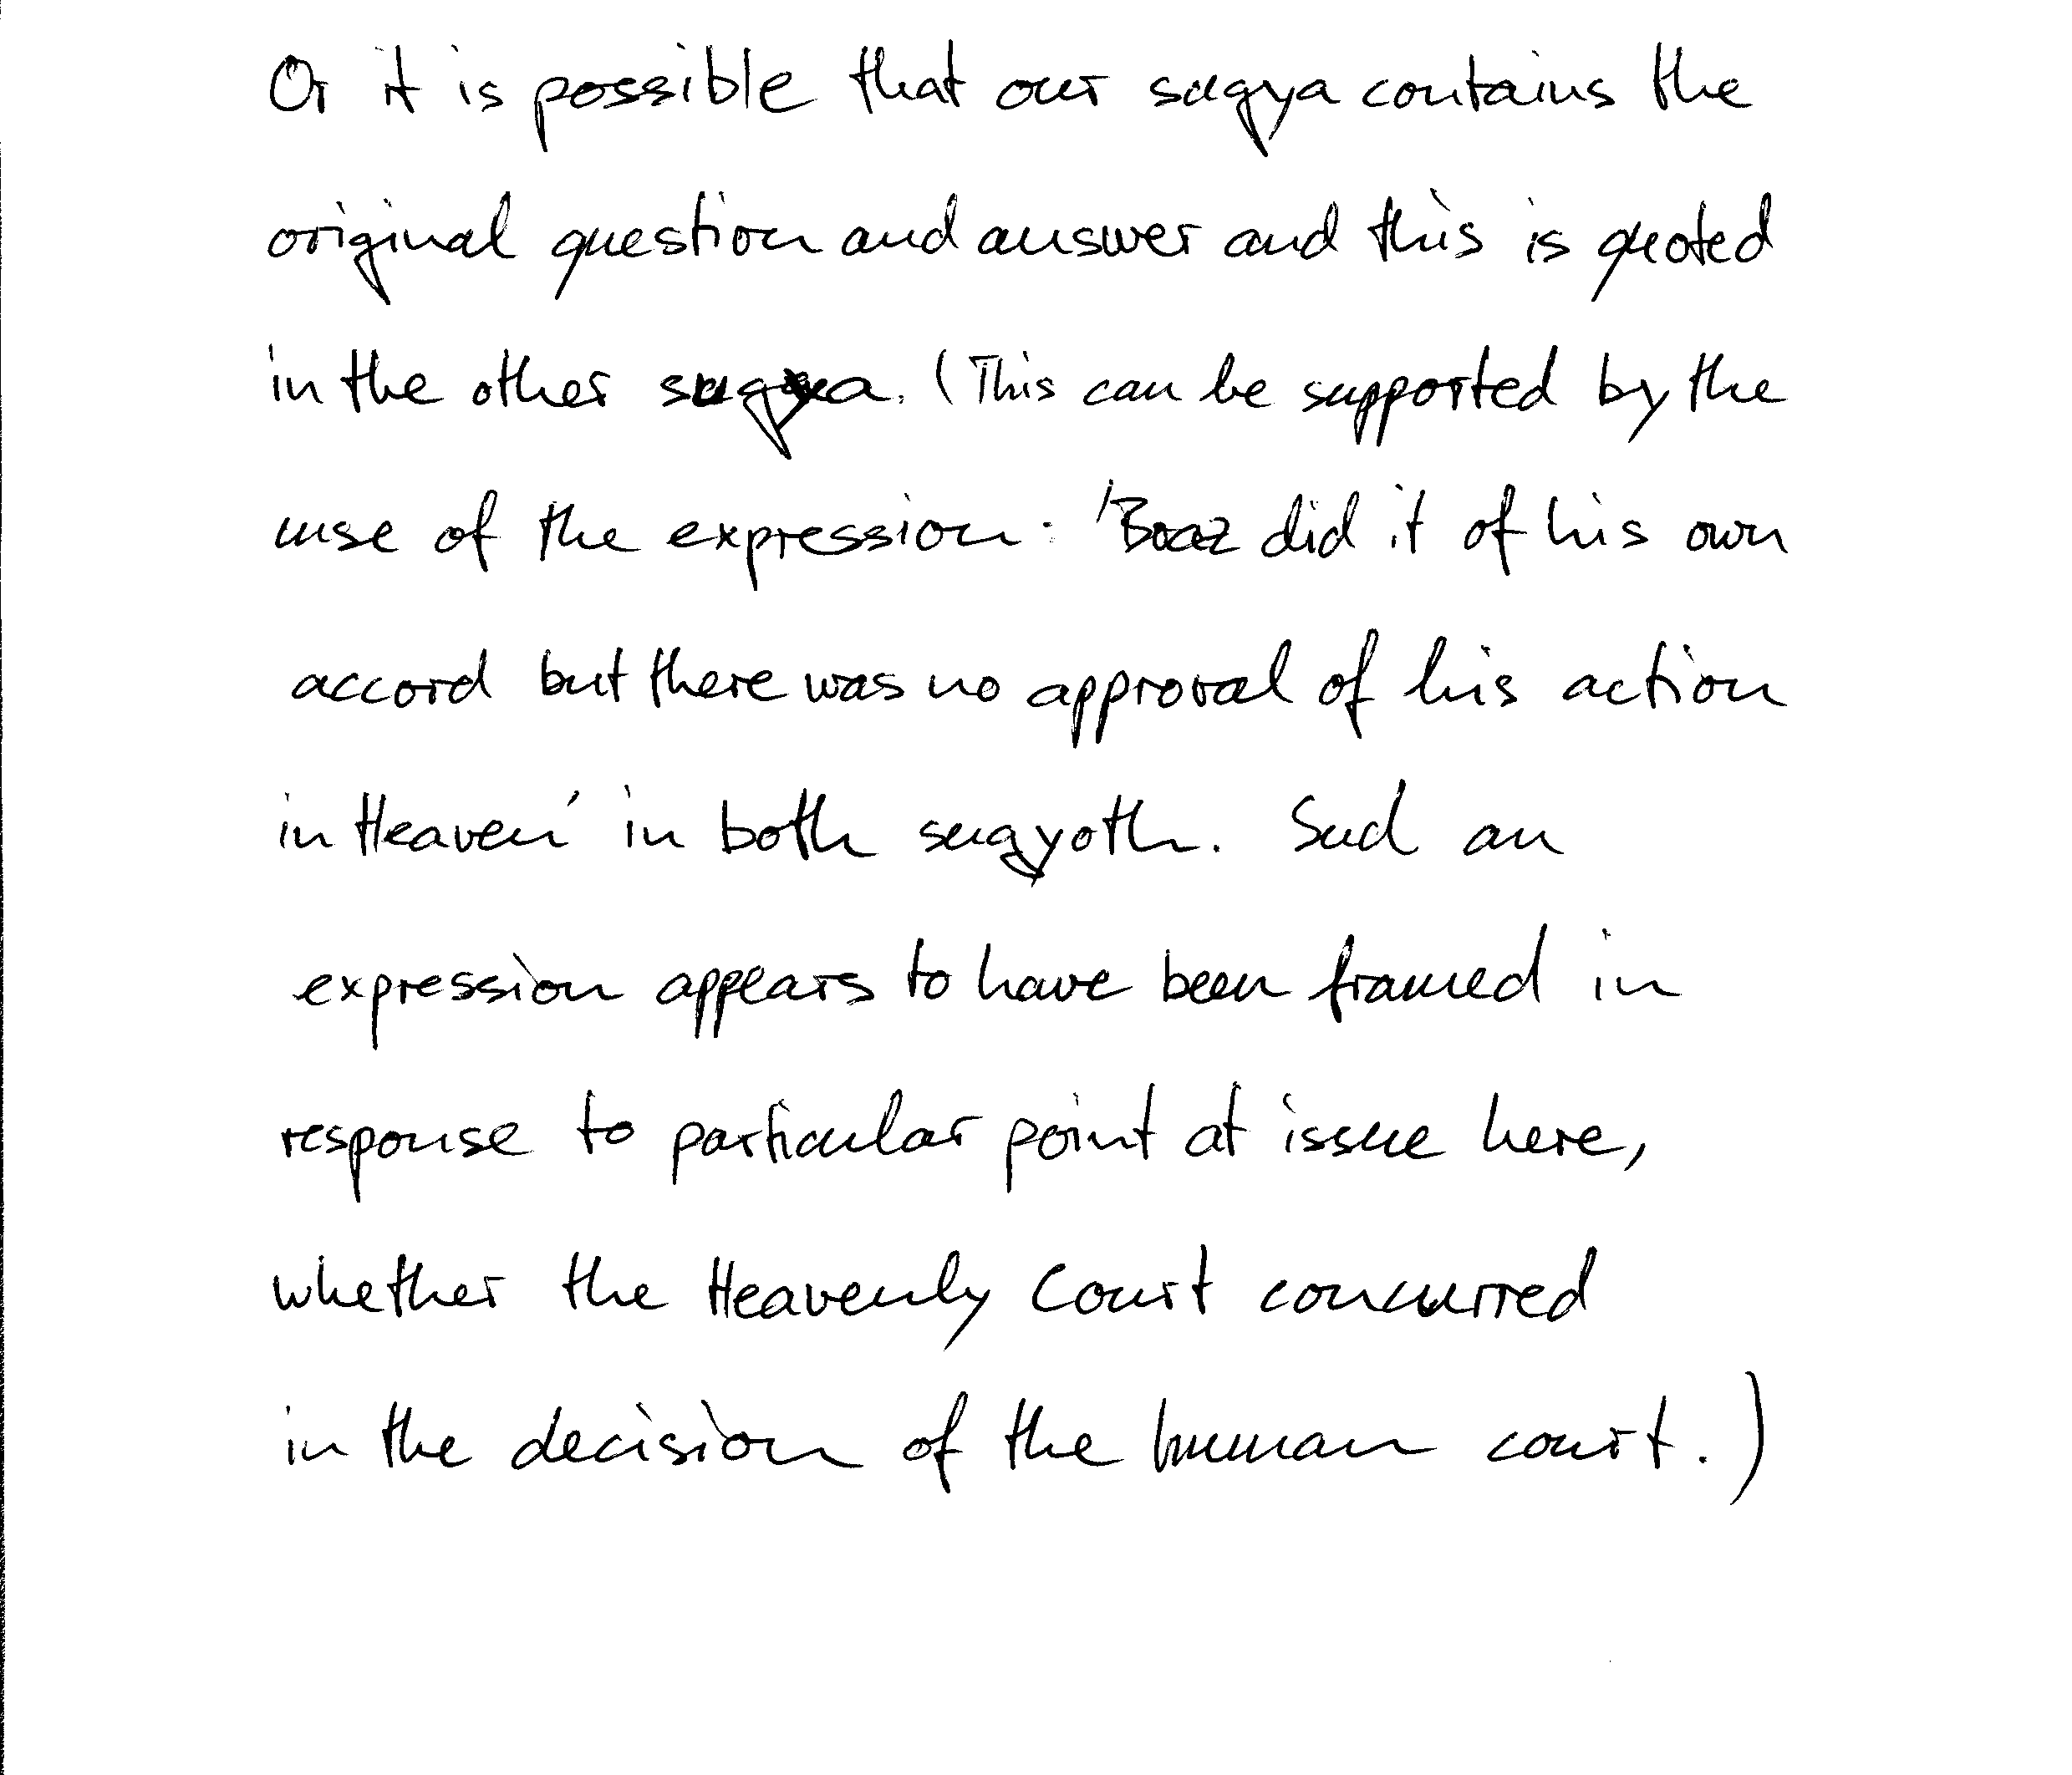 Or it is possible that our sugya contains the
original question and answer and this is quoted
in the other sugya. (This can be supported by the
use of the expression: 'Boaz did it of his own
accord but there was no approval of his action
in Heaven' in both sugyoth. Such an
expression appears to have been framed in
response to particular point at issue here,
whether the Heavenly Court concurred
in the decision of the human court.)